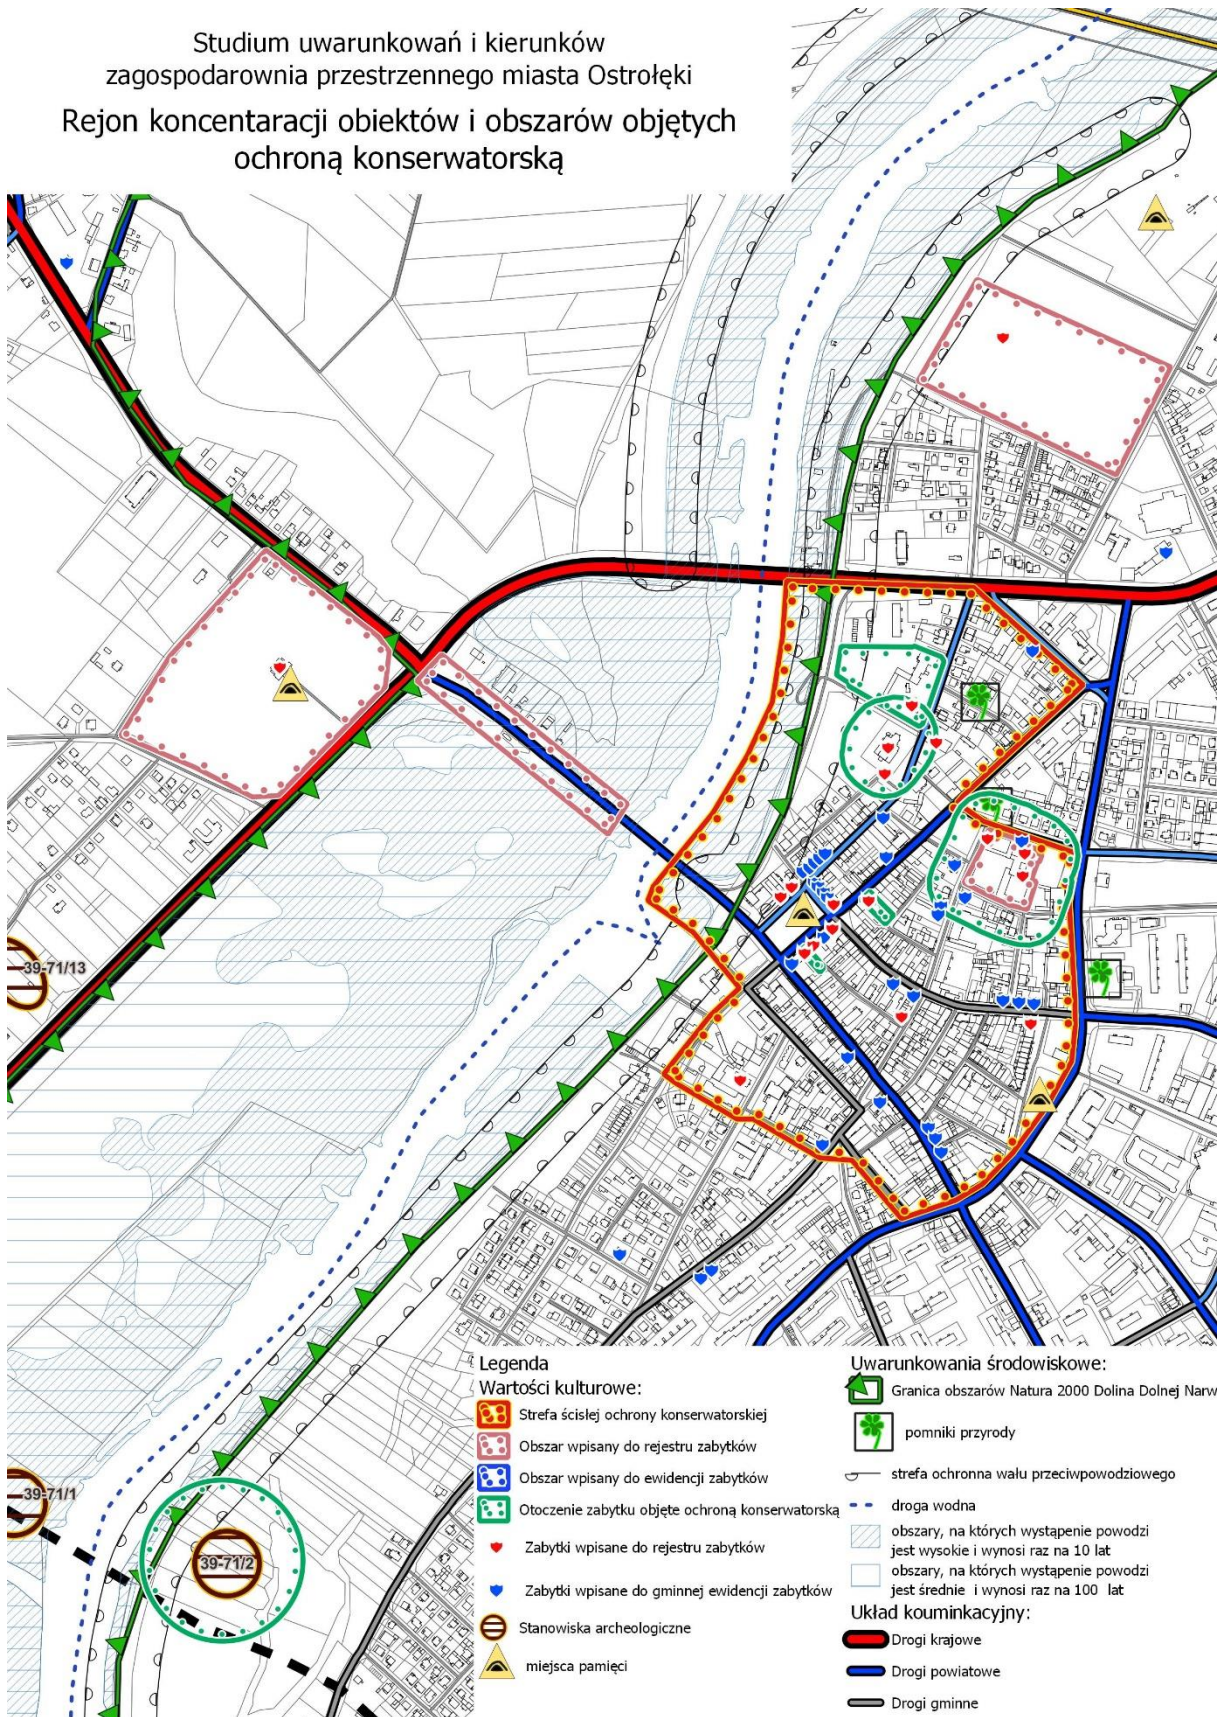 Studium uwarunkowań i kierunków
zagospodarownia przestrzennego miasta Ostrołęki
Rejon koncentaracji obiektów i obszarów objętych
ochroną konserwatorską
39-71/13
39-71/1
39-71/2
Legenda
Wartości kulturowe:
Strefa ścisłej ochrony konserwatorskiej
Obszar wpisany do rejestru zabytków
Obszar wpisany do ewidencji zabytków
Otoczenie zabytku objęte ochroną konserwatorską
Zabytki wpisane do rejestru zabytków
Zabytki wpisane do gminnej ewidencji zabytków
Stanowiska archeologiczne
miejsca pamięci
Uwarunkowania środowiskowe:
Granica obszarów Natura 2000 Dolina Dolnej Narw
pomniki przyrody
strefa ochronna wału przeciwpowodziowego
droga wodna
obszary, na których wystąpenie powodzi
jest wysokie i wynosi raz na 10 lat
obszary, na których wystąpenie powodzi
jest średnie i wynosi raz na 100 lat
Układ kouminkacyjny:
Drogi krajowe
Drogi powiatowe
Drogi gminne